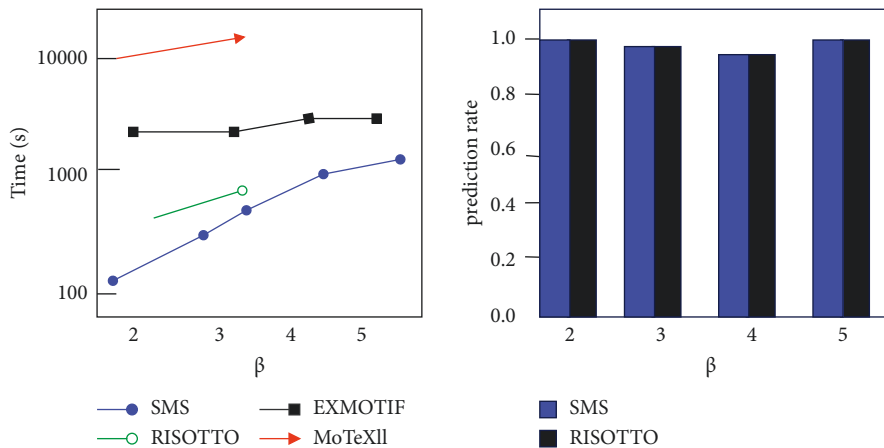 10000
1000
100
Time (s)
2 3 4 5
β
SMS
EXMOTIF
RISOTTO
MoTeXll
1.0
0.8
0.6
0.4
0.2
0.0
prediction rate
2 3 4 5
β
SMS
RISOTTO